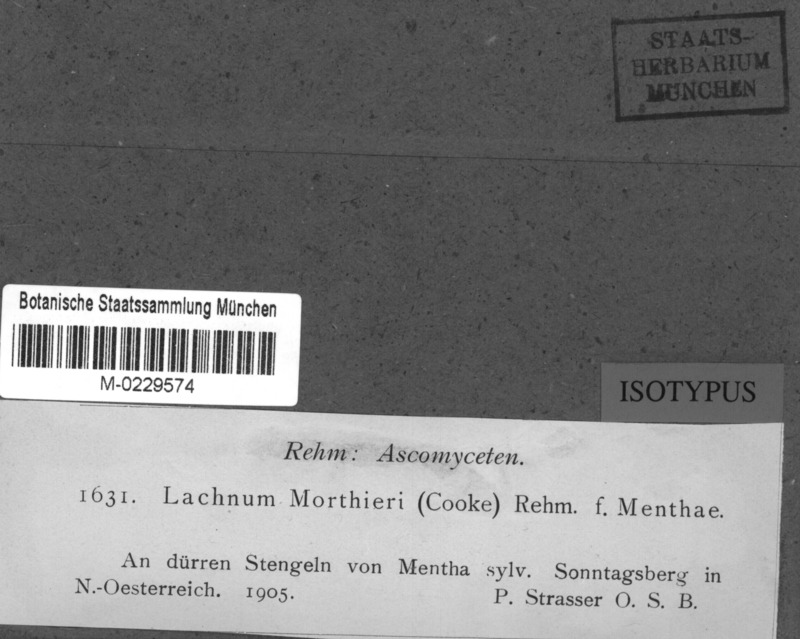 STAATS-
HERBARIUM
MÜNCHEN
Botanische Staatssammlung München
M-0229574
ISOTYPUS
Rehm: Ascomyceten.
1631. Lachnum Morthieri (Cooke) Rehm. f. Menthae.
An dürren Stengeln von Mentha sylv. Sonntagsberg in
N.-Oesterreich. 1905. P. Strasser O. S. B.